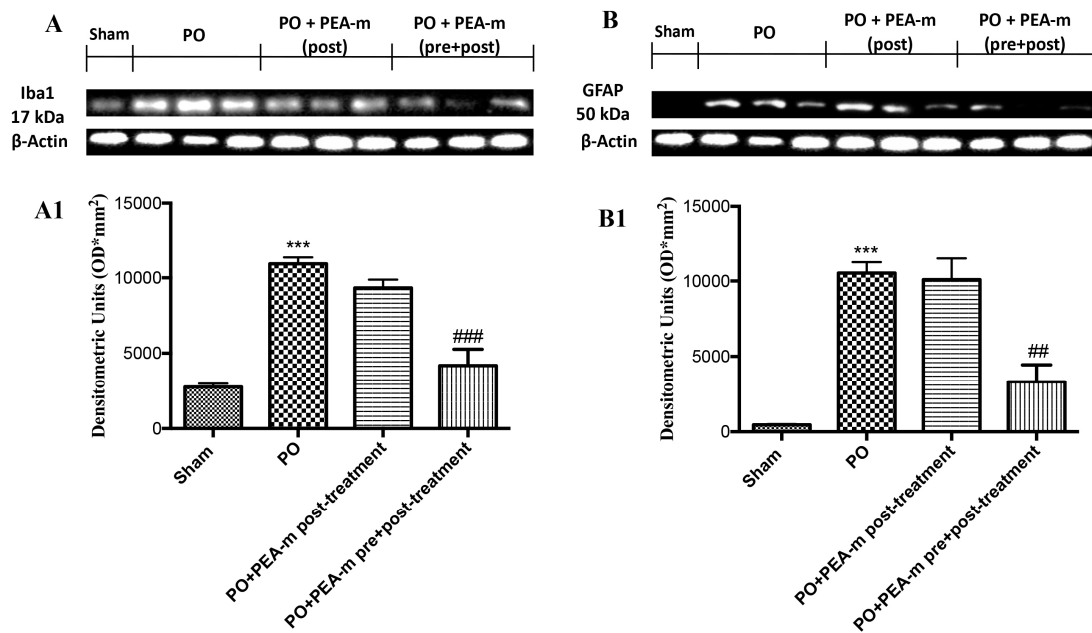 A
Sham
PO
PO + PEA-m
(post)
PO + PEA-m
(pre+post)
Iba1
17 kDa
β-Actin
B
Sham
PO
PO + PEA-m
(post)
PO + PEA-m
(pre+post)
GFAP
50 kDa
β-Actin
A1
Densitometric Units (OD*mm²)
15000
10000
5000
0
***
###
Sham
PO
PO+PEA-m post-treatment
PO+PEA-m pre+post-treatment
B1
Densitometric Units (OD*mm²)
15000
10000
5000
0
***
##
Sham
PO
PO+PEA-m post-treatment
PO+PEA-m pre+post-treatment